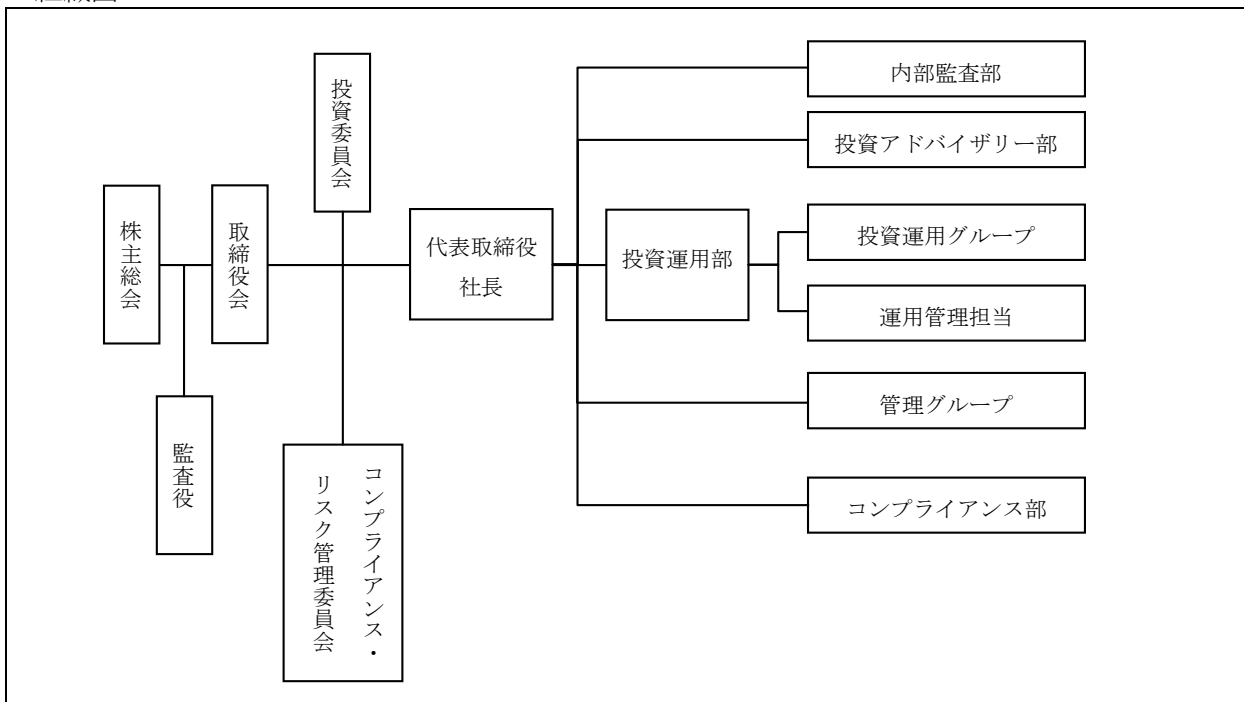 投資委員会
株主総会
取締役会
監査役
コンプライアンス・
リスク管理委員会
代表取締役
社長
投資運用部
内部監査部
投資アドバイザリー部
投資運用グループ
運用管理担当
管理グループ
コンプライアンス部